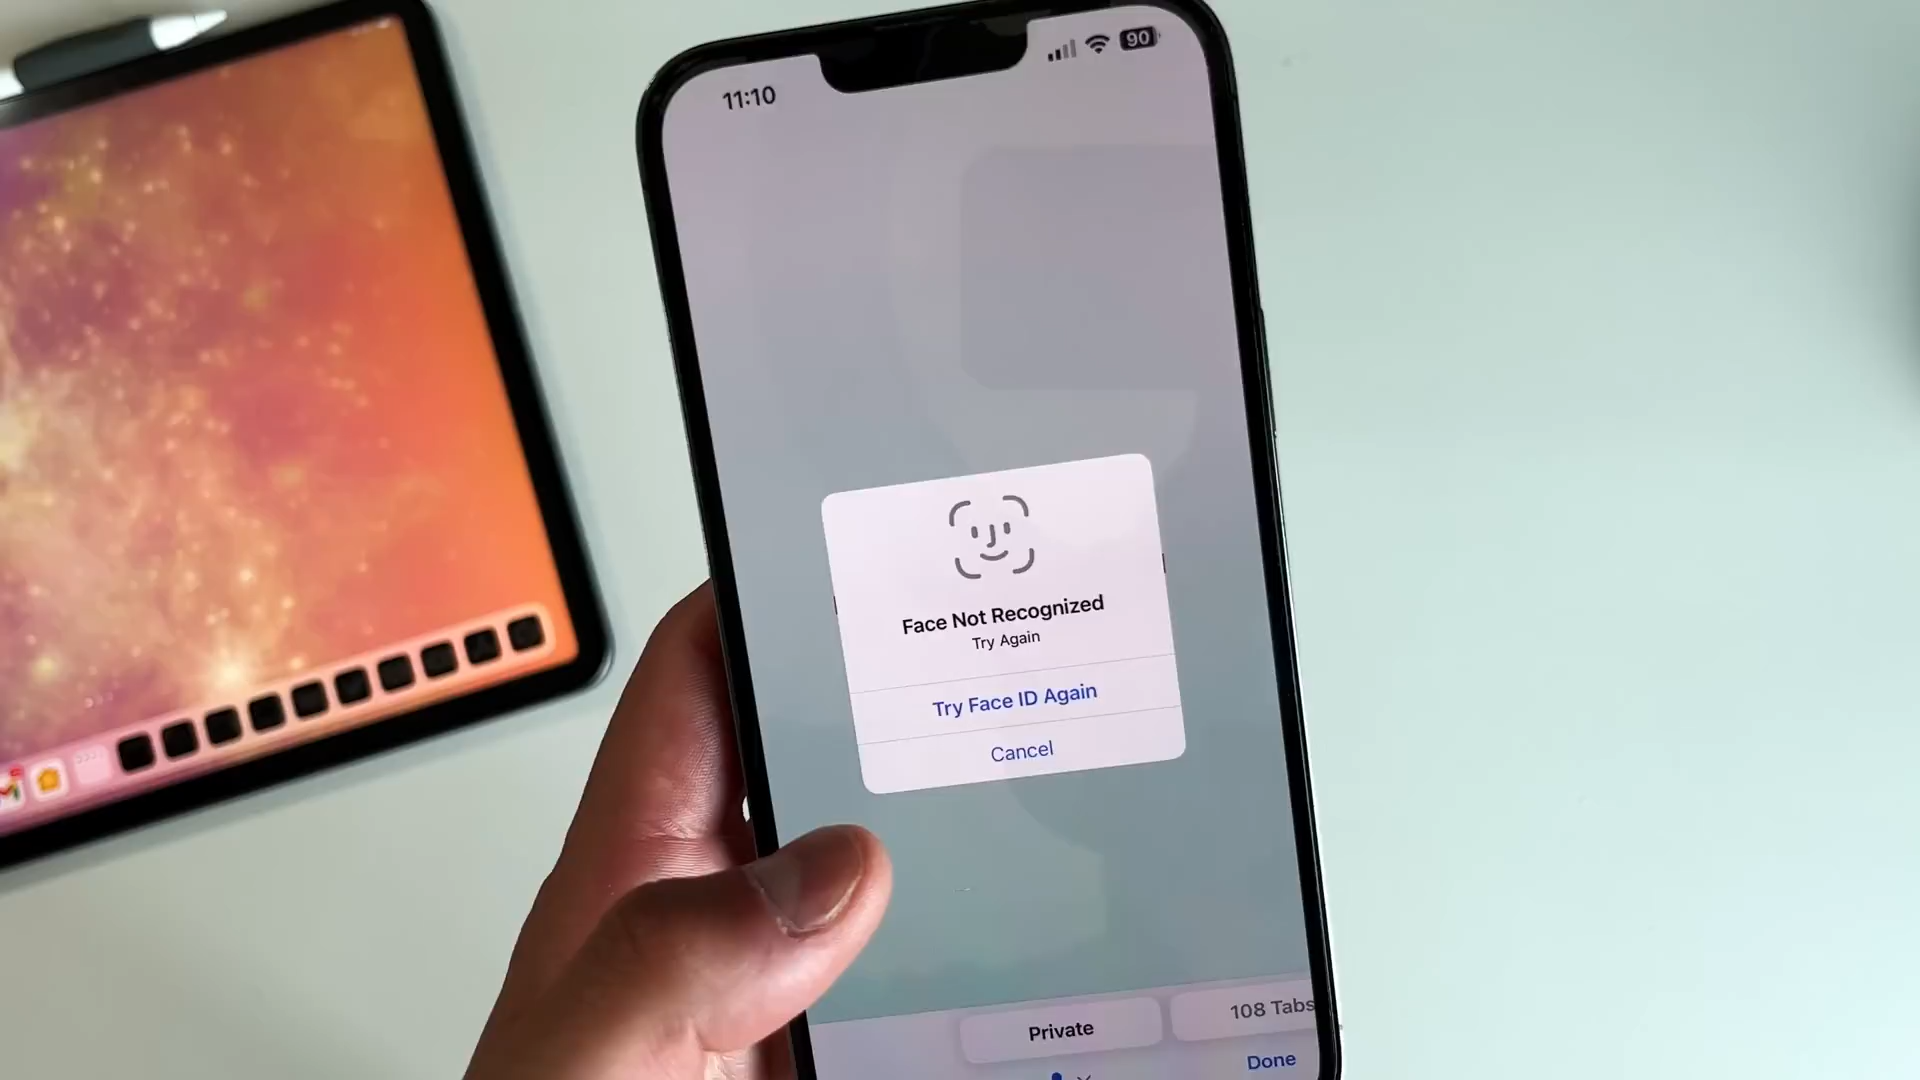 11:10
90
Face Not Recognized
Try Again
Try Face ID Again
Cancel
Private
108 Tabs
Done